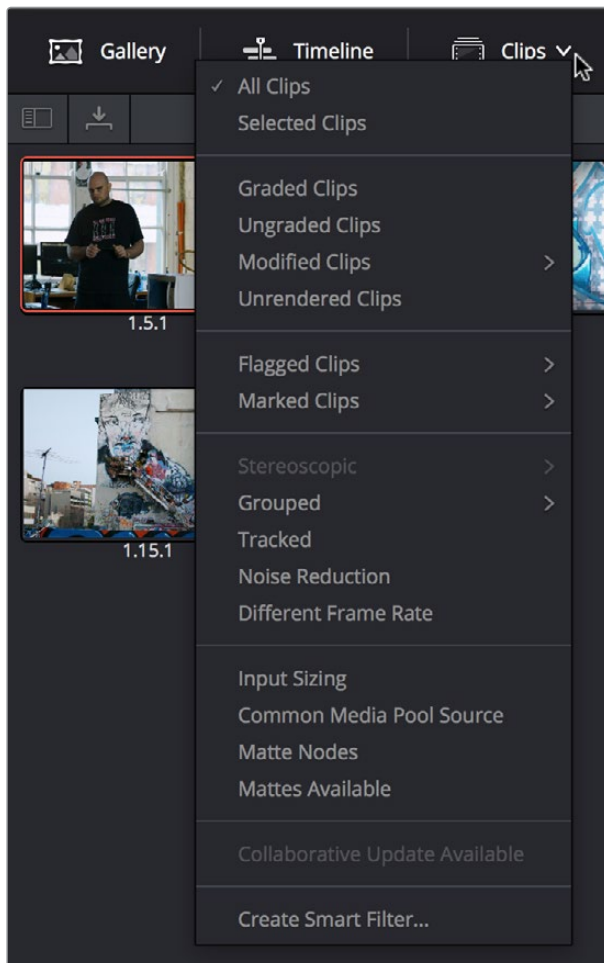 Gallery
Timeline
Clips
All Clips
Selected Clips
Graded Clips
Ungraded Clips
Modified Clips
Unrendered Clips
Flagged Clips
Marked Clips
Stereoscopic
Grouped
Tracked
Noise Reduction
Different Frame Rate
Input Sizing
Common Media Pool Source
Matte Nodes
Mattes Available
Collaborative Update Available
Create Smart Filter...
1.5.1
1.15.1